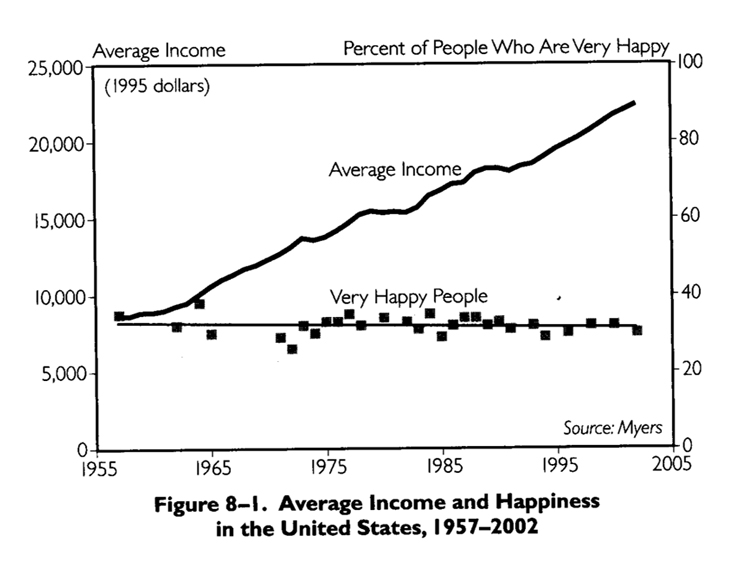 Average Income
Percent of People Who Are Very Happy
25,000
100
(1995 dollars)
20,000
80
Average Income
15,000
60
10,000
40
Very Happy People
5,000
20
Source: Myers
0
0
1955
1965
1975
1985
1995
2005
Figure 8–1. Average Income and Happiness
in the United States, 1957–2002